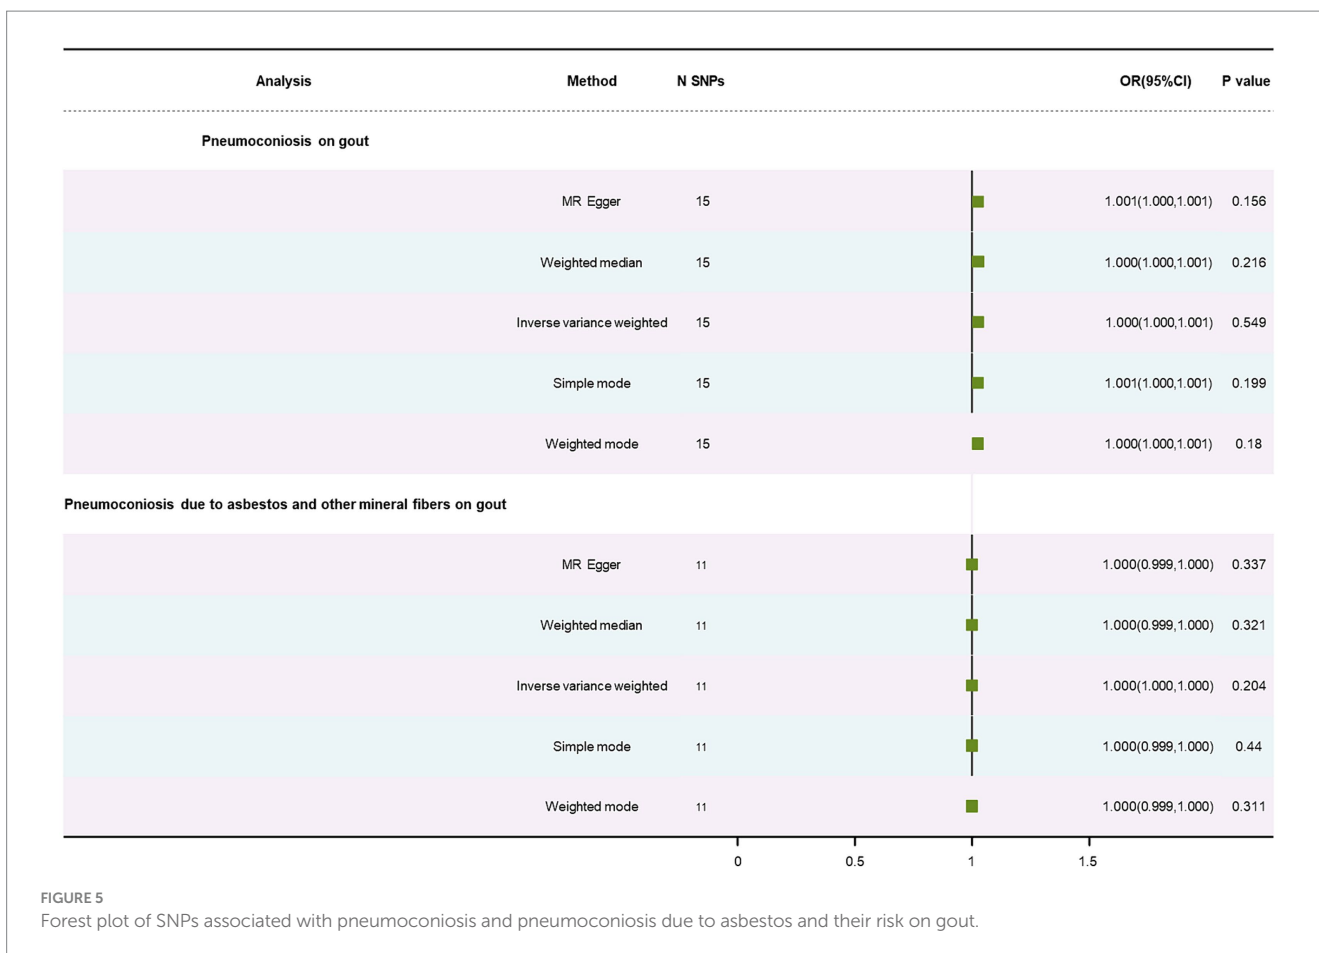 Analysis Method N SNPs OR(95%CI) P value
Pneumoconiosis on gout
MR Egger 15 1.001(1.000,1.001) 0.156
Weighted median 15 1.000(1.000,1.001) 0.216
Inverse variance weighted 15 1.000(1.000,1.001) 0.549
Simple mode 15 1.001(1.000,1.001) 0.199
Weighted mode 15 1.000(1.000,1.001) 0.18
Pneumoconiosis due to asbestos and other mineral fibers on gout
MR Egger 11 1.000(0.999,1.000) 0.337
Weighted median 11 1.000(0.999,1.000) 0.321
Inverse variance weighted 11 1.000(1.000,1.000) 0.204
Simple mode 11 1.000(0.999,1.000) 0.44
Weighted mode 11 1.000(0.999,1.000) 0.311
0 0.5 1 1.5
FIGURE 5
Forest plot of SNPs associated with pneumoconiosis and pneumoconiosis due to asbestos and their risk on gout.